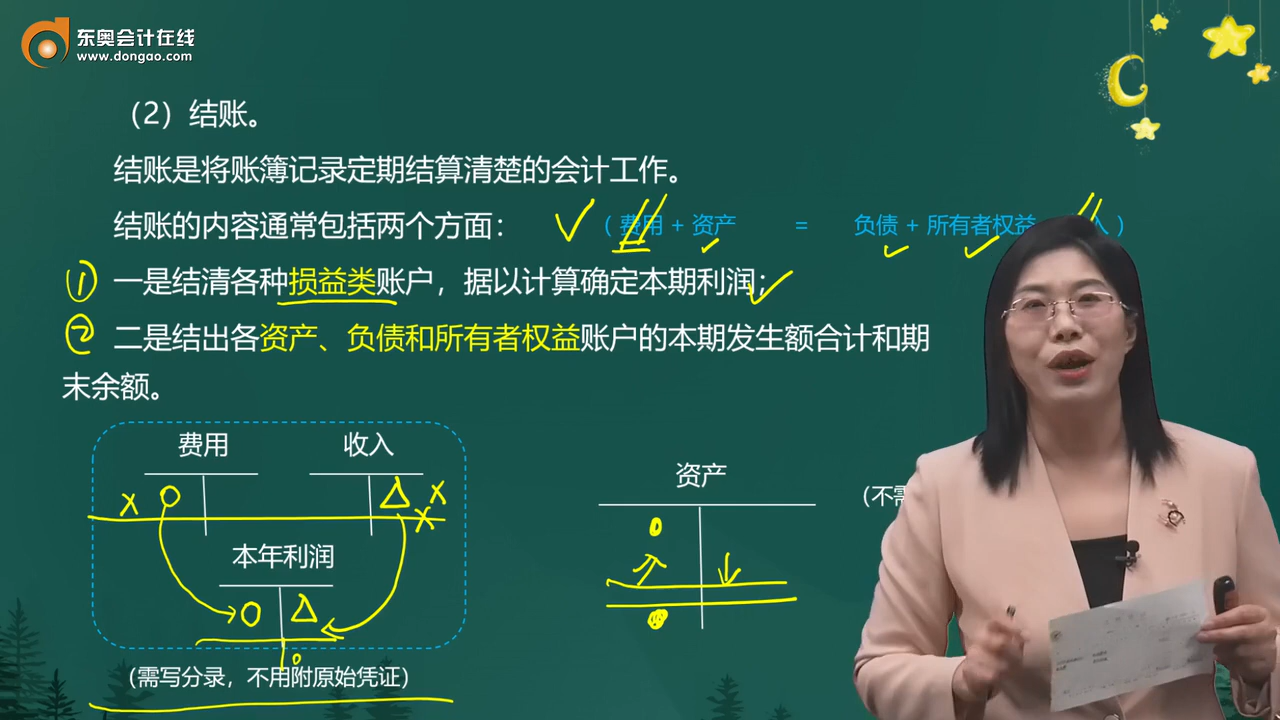 东奥会计在线
www.dongao.com
（2）结账。
结账是将账簿记录定期结算清楚的会计工作。
结账的内容通常包括两个方面：
（费用 + 资产 = 负债 + 所有者权益 入）
① 一是结清各种损益类账户，据以计算确定本期利润；
② 二是结出各资产、负债和所有者权益账户的本期发生额合计和期
末余额。
费用 收入
本年利润
资产
（不需
（需写分录，不用附原始凭证）